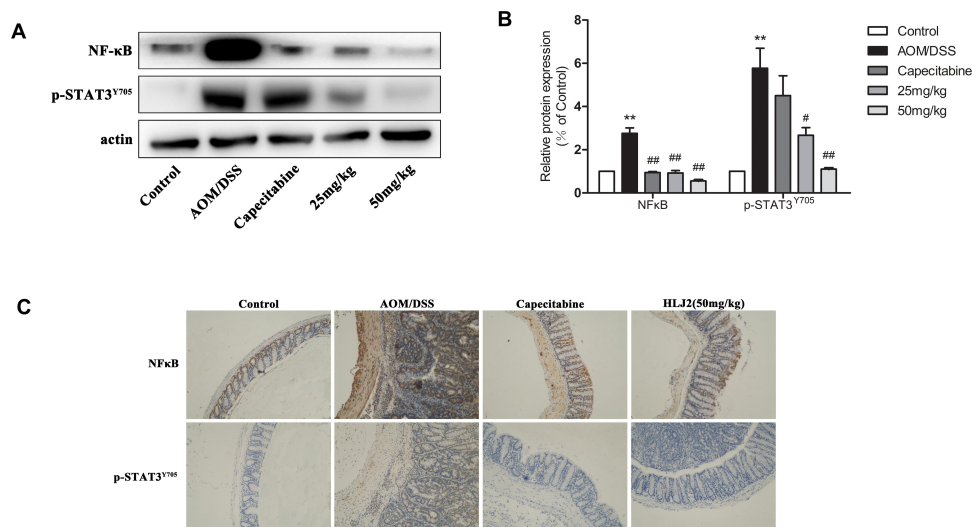 A
NF-κB
p-STAT3Y705
actin
Control
AOM/DSS
Capecitabine
25mg/kg
50mg/kg
B
Relative protein expression
(% of Control)
8
6
4
2
0
**
##
##
##
**
#
##
NFκB
p-STAT3Y705
Control
AOM/DSS
Capecitabine
25mg/kg
50mg/kg
C
Control
AOM/DSS
Capecitabine
HLJ2(50mg/kg)
NFκB
p-STAT3Y705